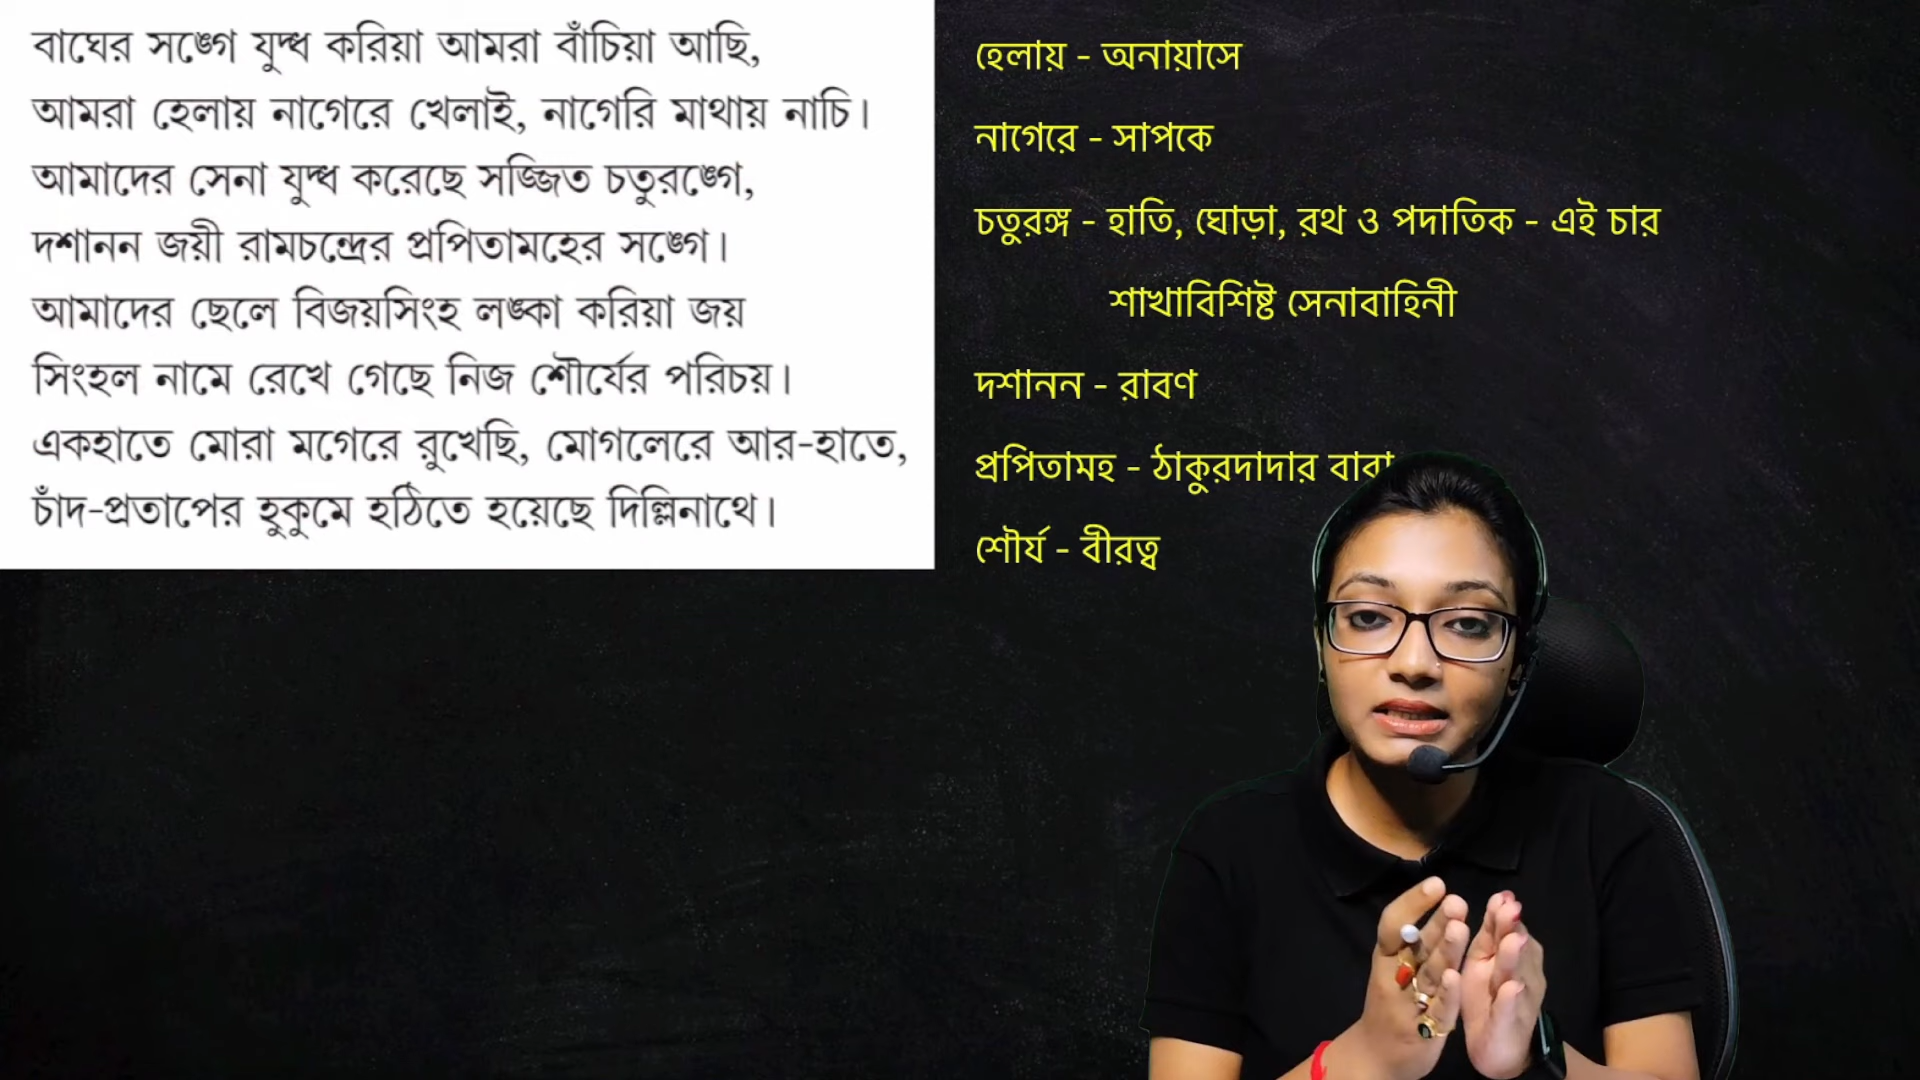 বাঘের সঙ্গে যুদ্ধ করিয়া আমরা বাঁচিয়া আছি,
আমরা হেলায় নাগেরে খেলাই, নাগেরি মাথায় নাচি।
আমাদের সেনা যুদ্ধ করেছে সজ্জিত চতুরঙ্গে,
দশানন জয়ী রামচন্দ্রের প্রপিতামহের সঙ্গে।
আমাদের ছেলে বিজয়সিংহ লঙ্কা করিয়া জয়
সিংহল নামে রেখে গেছে নিজ শৌর্যের পরিচয়।
একহাতে মোরা মগেরে রুখেছি, মোগলেরে আর-হাতে,
চাঁদ-প্রতাপের হুকুমে হঠিতে হয়েছে দিল্লিনাথে।
হেলায় - অনায়াসে
নাগেরে - সাপকে
চতুরঙ্গ - হাতি, ঘোড়া, রথ ও পদাতিক - এই চার
শাখাবিশিষ্ট সেনাবাহিনী
দশানন - রাবণ
প্রপিতামহ - ঠাকুরদাদার বাবা
শৌর্য - বীরত্ব